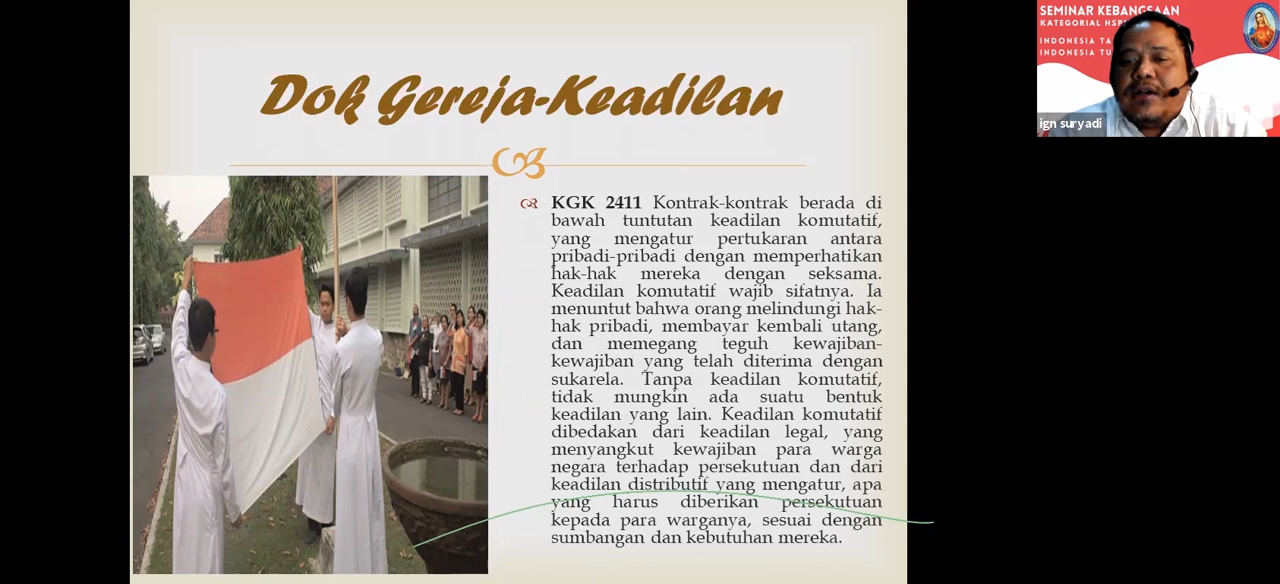 Dok Gereja-Keadilan
KGK 2411 Kontrak-kontrak berada di
bawah tuntutan keadilan komutatif,
yang mengatur pertukaran antara
pribadi-pribadi dengan memperhatikan
hak-hak mereka dengan seksama.
Keadilan komutatif wajib sifatnya. Ia
menuntut bahwa orang melindungi hak-
hak pribadi, membayar kembali utang,
dan memegang teguh kewajiban-
kewajiban yang telah diterima dengan
sukarela. Tanpa keadilan komutatif,
tidak mungkin ada suatu bentuk
keadilan yang lain. Keadilan komutatif
dibedakan dari keadilan legal, yang
menyangkut kewajiban para warga
negara terhadap persekutuan dan dari
keadilan distributif yang mengatur, apa
yang harus diberikan persekutuan
kepada para warganya, sesuai dengan
sumbangan dan kebutuhan mereka.
SEMINAR KEBANGSAAN
KATEGORIAL
INDONESIA
INDONESIA
ign suryadi